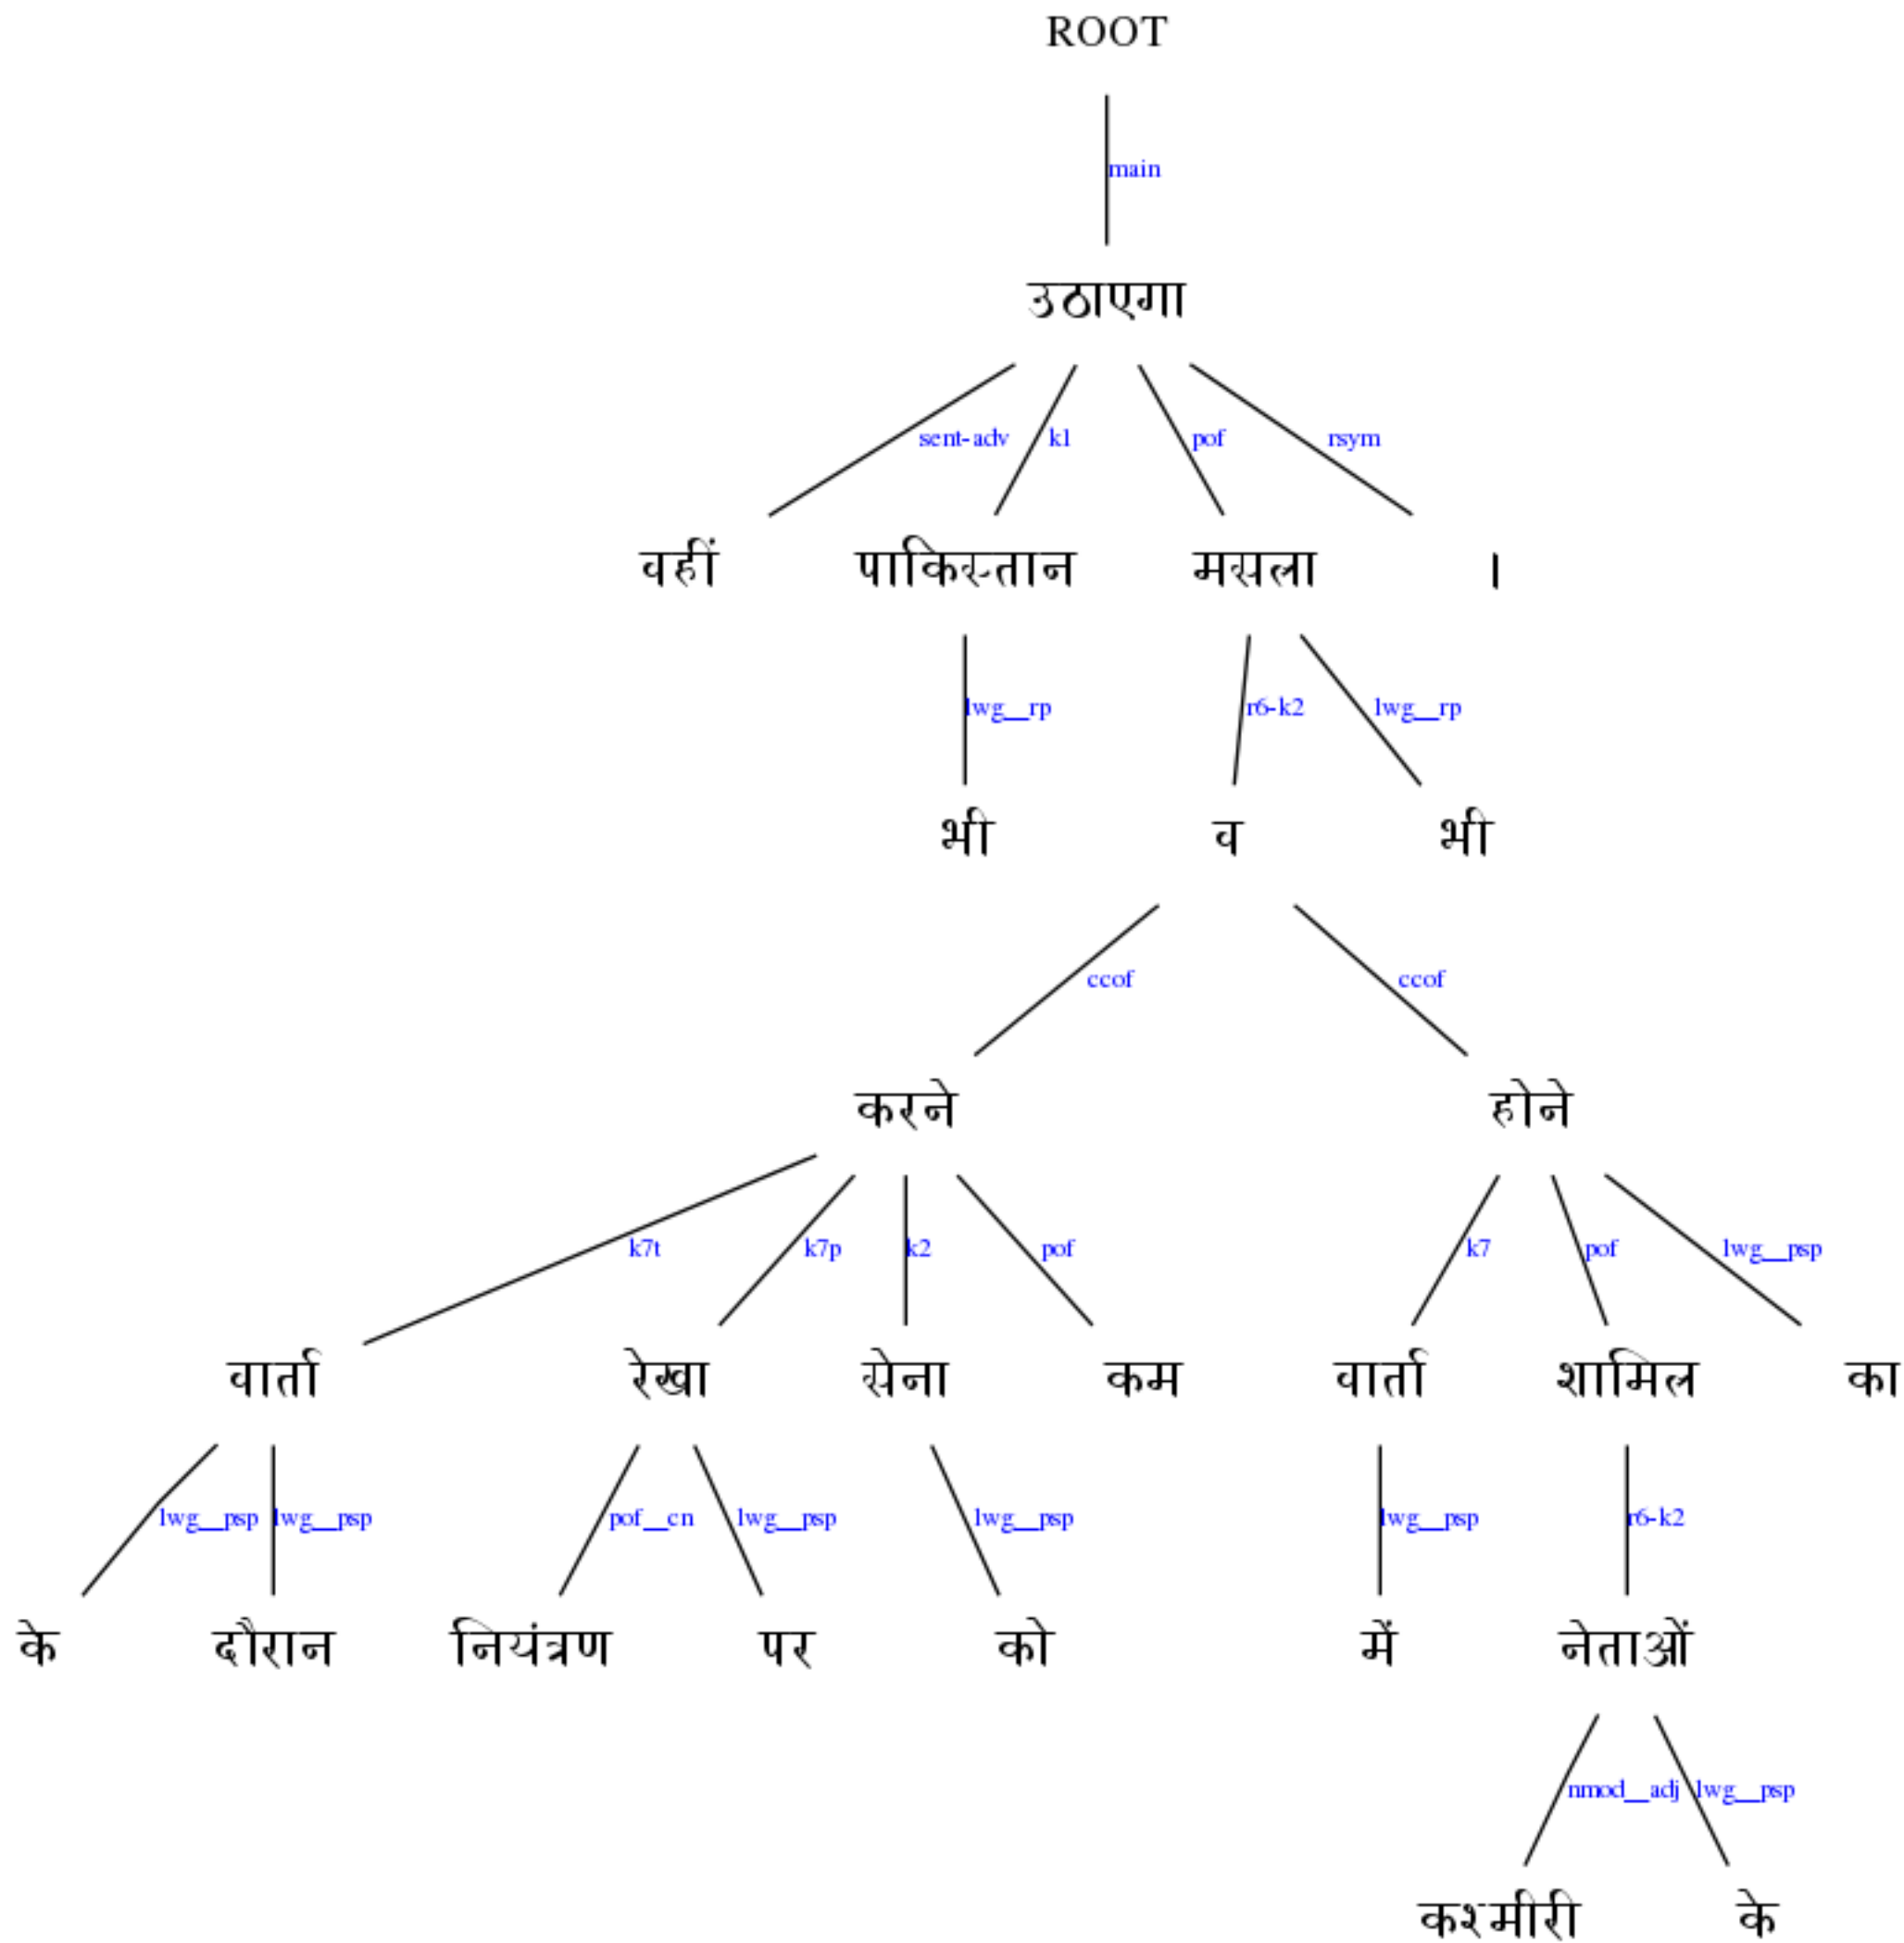 ROOT
main
उठाएगा
sent-adv k1 pof rsym
वहीं पाकिस्तान मसला ।
lwg__rp r6-k2 lwg__rp
भी व भी
ccof ccof
करने होने
k7t k7p k2 pof k7 pof lwg__psp
वार्ता रेखा सेना कम वार्ता शामिल का
lwg__psp lwg__psp pof__cn lwg__psp lwg__psp lwg__psp r6-k2
के दौरान नियंत्रण पर को में नेताओं
nmod__adj lwg__psp
कश्मीरी के